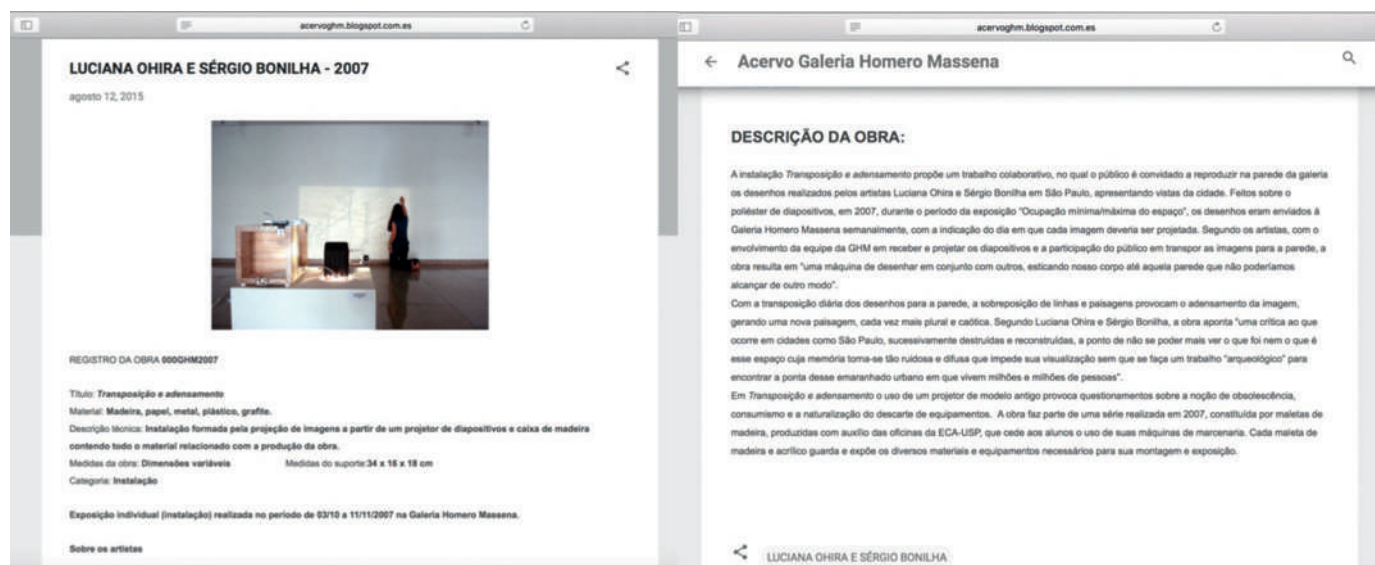 acervoghm.blogspot.com.es
LUCIANA OHIRA E SÉRGIO BONILHA - 2007
agosto 12, 2015
REGISTRO DA OBRA 000GHM2007
Título: Transposição e adensamento
Material: Madeira, papel, metal, plástico, grafite.
Descrição técnica: Instalação formada pela projeção de imagens a partir de um projetor de diapositivos e caixa de madeira
contendo todo o material relacionado com a produção da obra.
Medidas da obra: Dimensões variáveis Medidas do suporte:34 x 16 x 18 cm
Categoria: Instalação
Exposição individual (instalação) realizada no período de 03/10 a 11/11/2007 na Galeria Homero Massena.
Sobre os artistas
acervoghm.blogspot.com.es
Acervo Galeria Homero Massena
DESCRIÇÃO DA OBRA:
A instalação Transposição e adensamento propõe um trabalho colaborativo, no qual o público é convidado a reproduzir na parede da galeria
os desenhos realizados pelos artistas Luciana Ohira e Sérgio Bonilha em São Paulo, apresentando vistas da cidade. Feitos sobre o
poliéster de diapositivos, em 2007, durante o período da exposição "Ocupação mínima/máxima do espaço", os desenhos eram enviados à
Galeria Homero Massena semanalmente, com a indicação do dia em que cada imagem deveria ser projetada. Segundo os artistas, com o
envolvimento da equipe da GHM em receber e projetar os diapositivos e a participação do público em transpor as imagens para a parede, a
obra resulta em "uma máquina de desenhar em conjunto com outros, esticando nosso corpo até aquela parede que não poderíamos
alcançar de outro modo".
Com a transposição diária dos desenhos para a parede, a sobreposição de linhas e paisagens provocam o adensamento da imagem,
gerando uma nova paisagem, cada vez mais plural e caótica. Segundo Luciana Ohira e Sérgio Bonilha, a obra aponta "uma crítica ao que
ocorre em cidades como São Paulo, sucessivamente destruídas e reconstruídas, a ponto de não se poder mais ver o que foi nem o que é
esse espaço cuja memória torna-se tão ruidosa e difusa que impede sua visualização sem que se faça um trabalho "arqueológico" para
encontrar a ponta desse emaranhado urbano em que vivem milhões e milhões de pessoas".
Em Transposição e adensamento o uso de um projetor de modelo antigo provoca questionamentos sobre a noção de obsolescência,
consumismo e a naturalização do descarte de equipamentos. A obra faz parte de uma série realizada em 2007, constituída por maletas de
madeira, produzidas com auxílio das oficinas da ECA-USP, que cede aos alunos o uso de suas máquinas de marcenaria. Cada maleta de
madeira e acrílico guarda e expõe os diversos materiais e equipamentos necessários para sua montagem e exposição.
LUCIANA OHIRA E SÉRGIO BONILHA